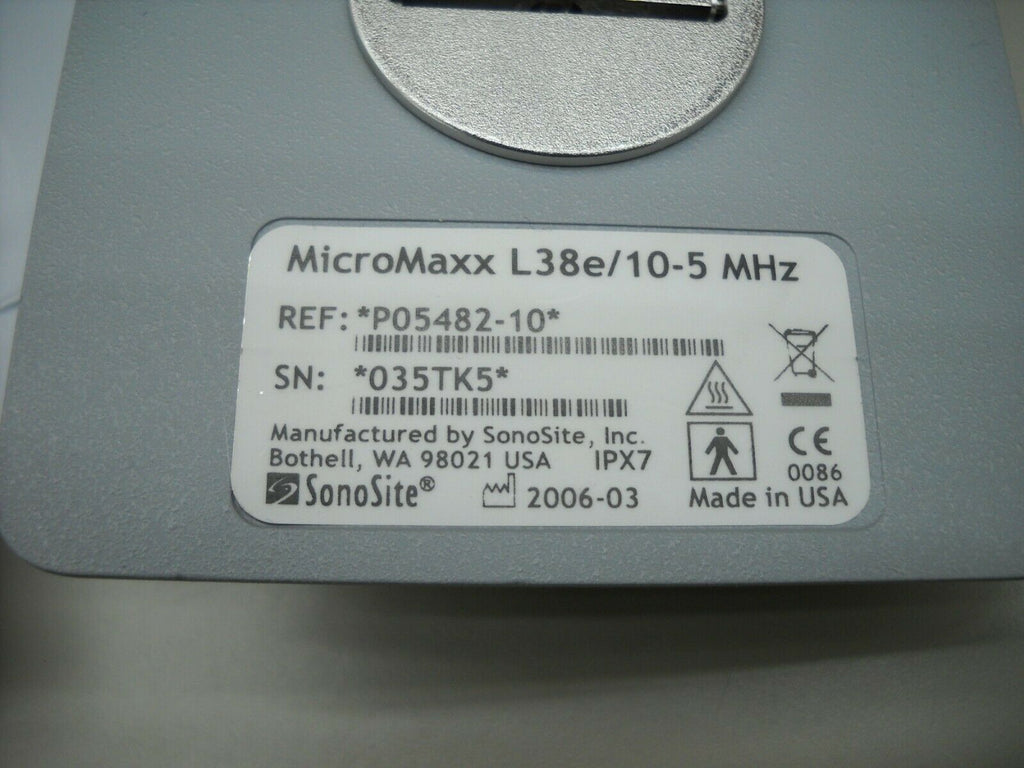 MicroMaxx L38e/10-5 MHz
REF: *P05482-10*
SN: *035TK5*
Manufactured by SonoSite, Inc.
Bothell, WA 98021 USA IPX7
SonoSite® 2006-03
CE
0086
Made in USA